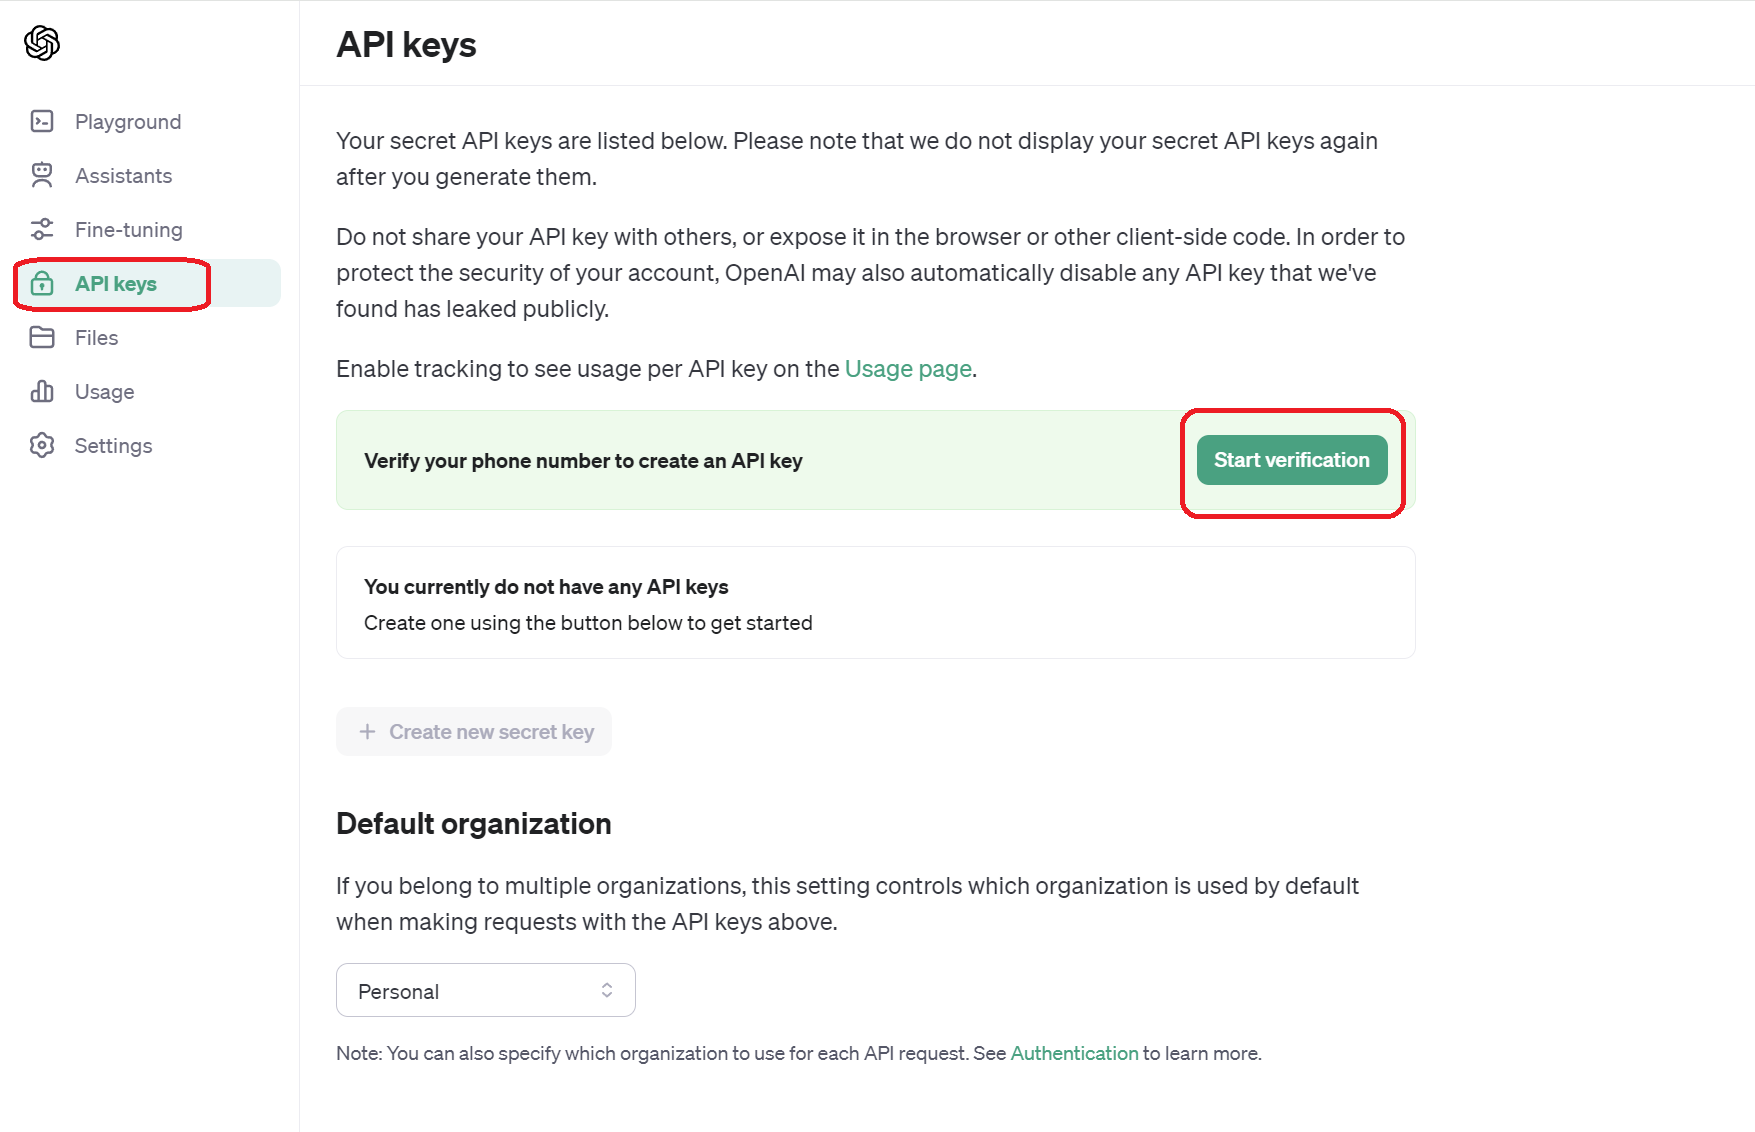 API keys
Playground
Assistants
Fine-tuning
API keys
Files
Usage
Settings
Your secret API keys are listed below. Please note that we do not display your secret API keys again
after you generate them.
Do not share your API key with others, or expose it in the browser or other client-side code. In order to
protect the security of your account, OpenAI may also automatically disable any API key that we've
found has leaked publicly.
Enable tracking to see usage per API key on the Usage page.
Verify your phone number to create an API key
Start verification
You currently do not have any API keys
Create one using the button below to get started
+ Create new secret key
Default organization
If you belong to multiple organizations, this setting controls which organization is used by default
when making requests with the API keys above.
Personal
Note: You can also specify which organization to use for each API request. See Authentication to learn more.